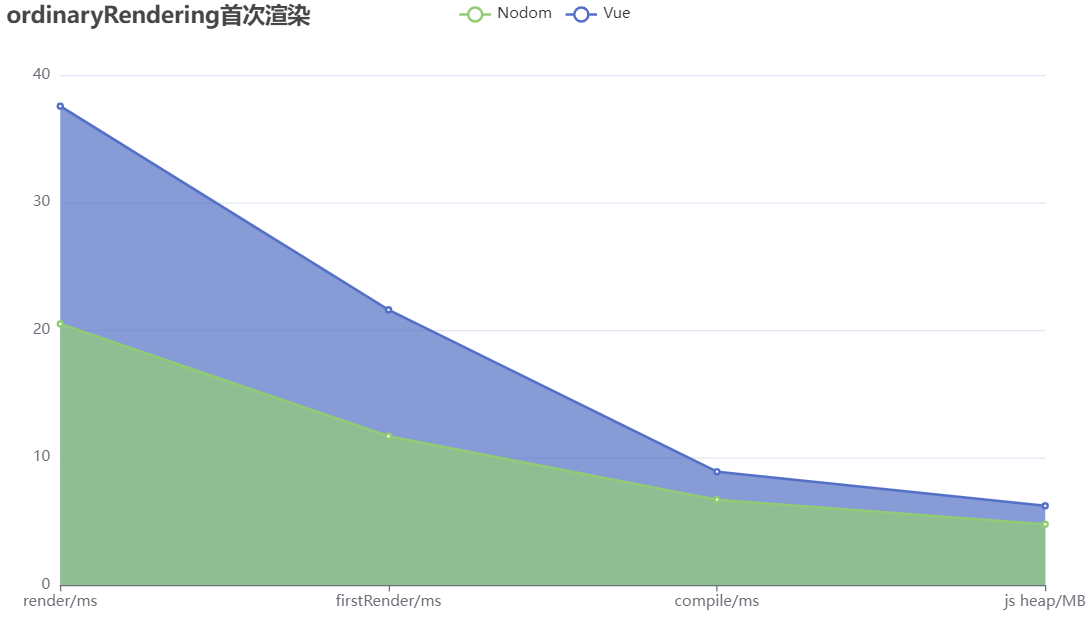 ordinaryRendering首次渲染
Nodom
Vue
40
30
20
10
0
render/ms
firstRender/ms
compile/ms
js heap/MB